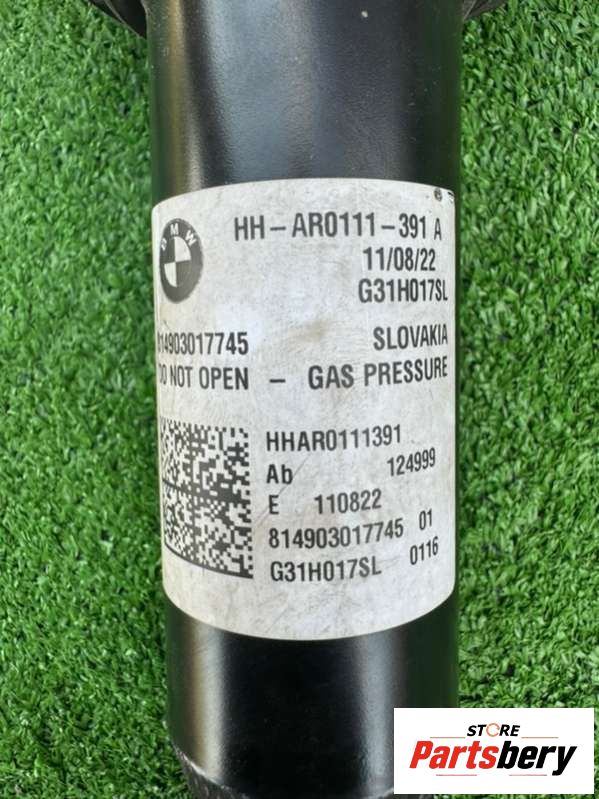 BMW
HH-AR0111-391 A
11/08/22
G31H017SL
814903017745
SLOVAKIA
DO NOT OPEN - GAS PRESSURE
HHAR0111391
Ab 124999
E 110822
814903017745 01
G31H017SL 0116
STORE
Partsbery